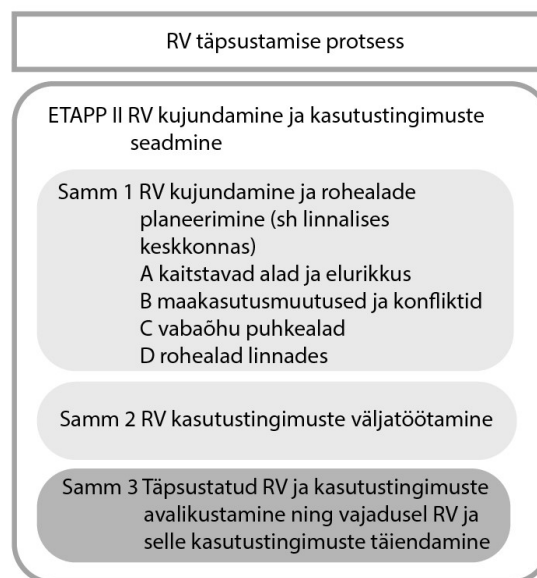 RV täpsustamise protsess
ETAPP II RV kujundamine ja kasutustingimuste
seadmine
Samm 1 RV kujundamine ja rohealade
planeerimine (sh linnalises
keskkonnas)
A kaitstavad alad ja elurikkus
B maakasutusmuutused ja konfliktid
C vabaõhu puhkealad
D rohealad linnades
Samm 2 RV kasutustingimuste väljatöötamine
Samm 3 Täpsustatud RV ja kasutustingimuste
avalikustamine ning vajadusel RV ja
selle kasutustingimuste täiendamine